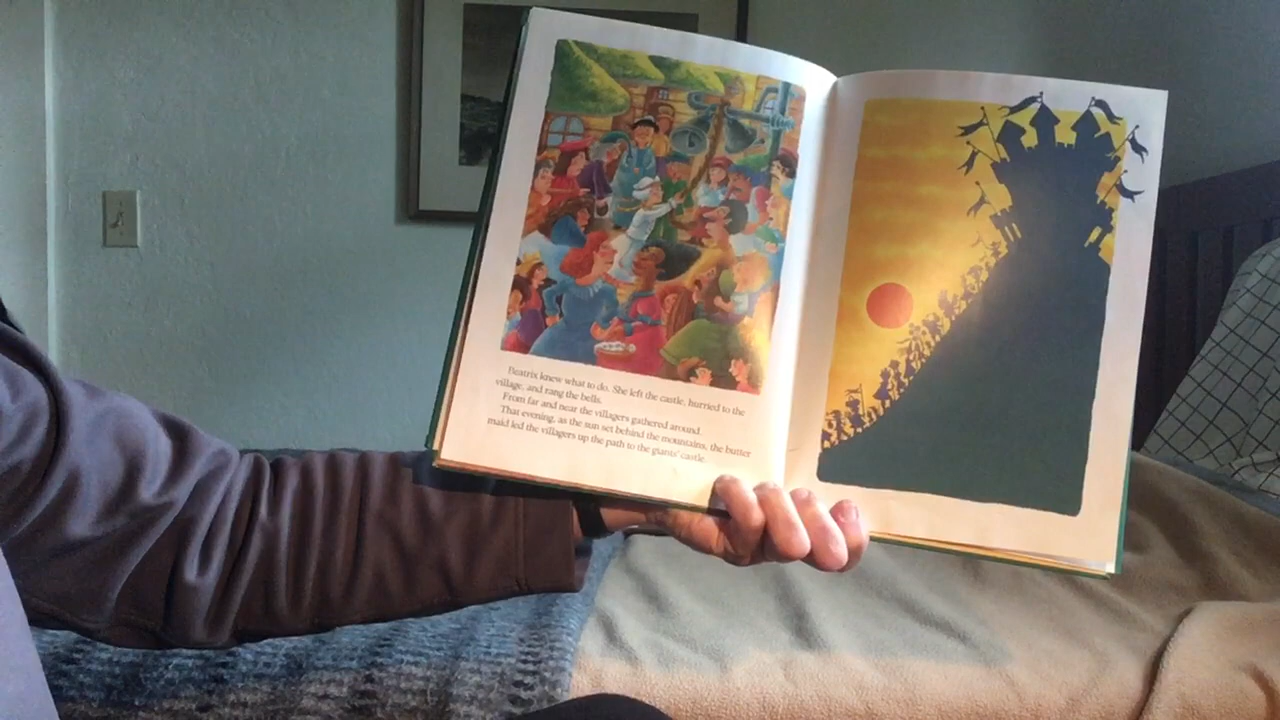 Beatrix knew what to do. She left the castle, hurried to the
village, and rang the bells.
From far and near the villagers gathered around.
That evening, as the sun set behind the mountains, the butter
maid led the villagers up the path to the giants' castle.